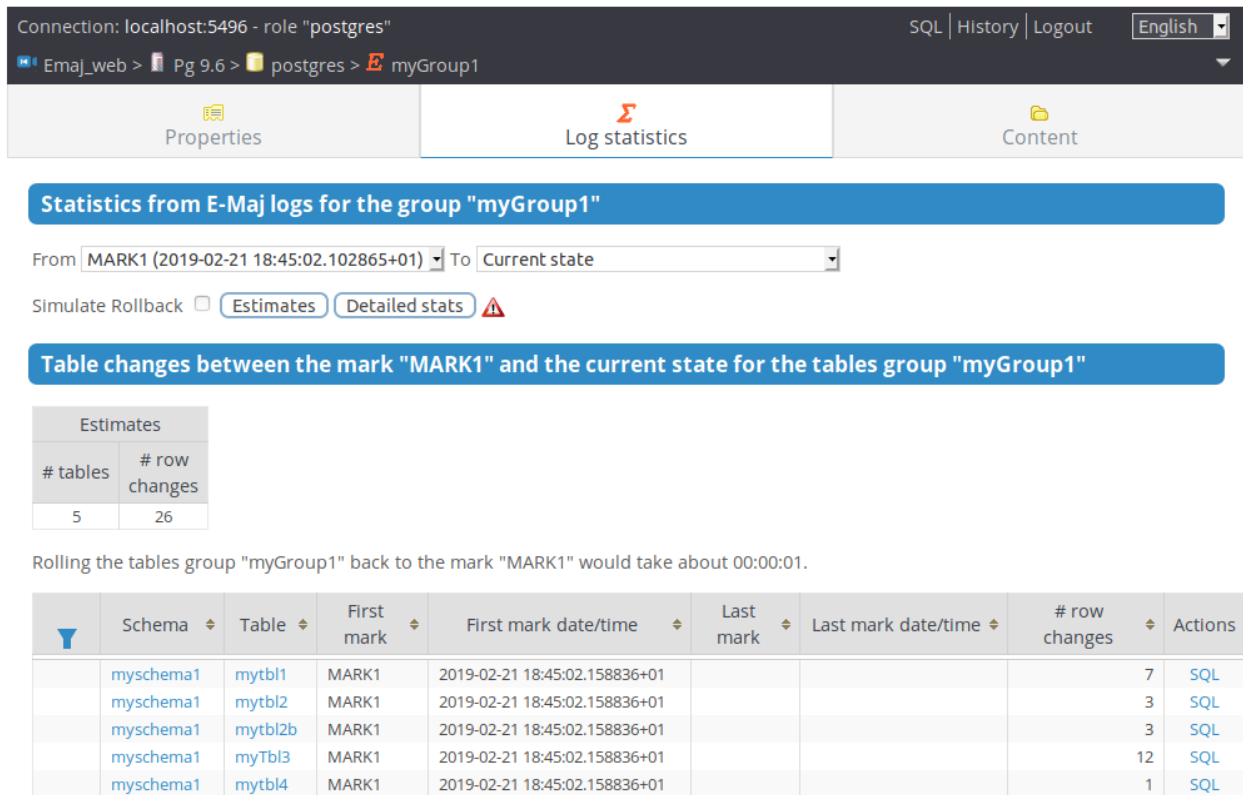 Connection: localhost:5496 - role "postgres" SQL | History | Logout English
Emaj_web > Pg 9.6 > postgres > E myGroup1
Properties Log statistics Content
Statistics from E-Maj logs for the group "myGroup1"
From MARK1 (2019-02-21 18:45:02.102865+01) To Current state
Simulate Rollback Estimates Detailed stats
Table changes between the mark "MARK1" and the current state for the tables group "myGroup1"
Estimates
# tables # row changes
5 26
Rolling the tables group "myGroup1" back to the mark "MARK1" would take about 00:00:01.
Schema Table First mark First mark date/time Last mark Last mark date/time # row changes Actions
myschema1 mytbl1 MARK1 2019-02-21 18:45:02.158836+01 7 SQL
myschema1 mytbl2 MARK1 2019-02-21 18:45:02.158836+01 3 SQL
myschema1 mytbl2b MARK1 2019-02-21 18:45:02.158836+01 3 SQL
myschema1 myTbl3 MARK1 2019-02-21 18:45:02.158836+01 12 SQL
myschema1 mytbl4 MARK1 2019-02-21 18:45:02.158836+01 1 SQL